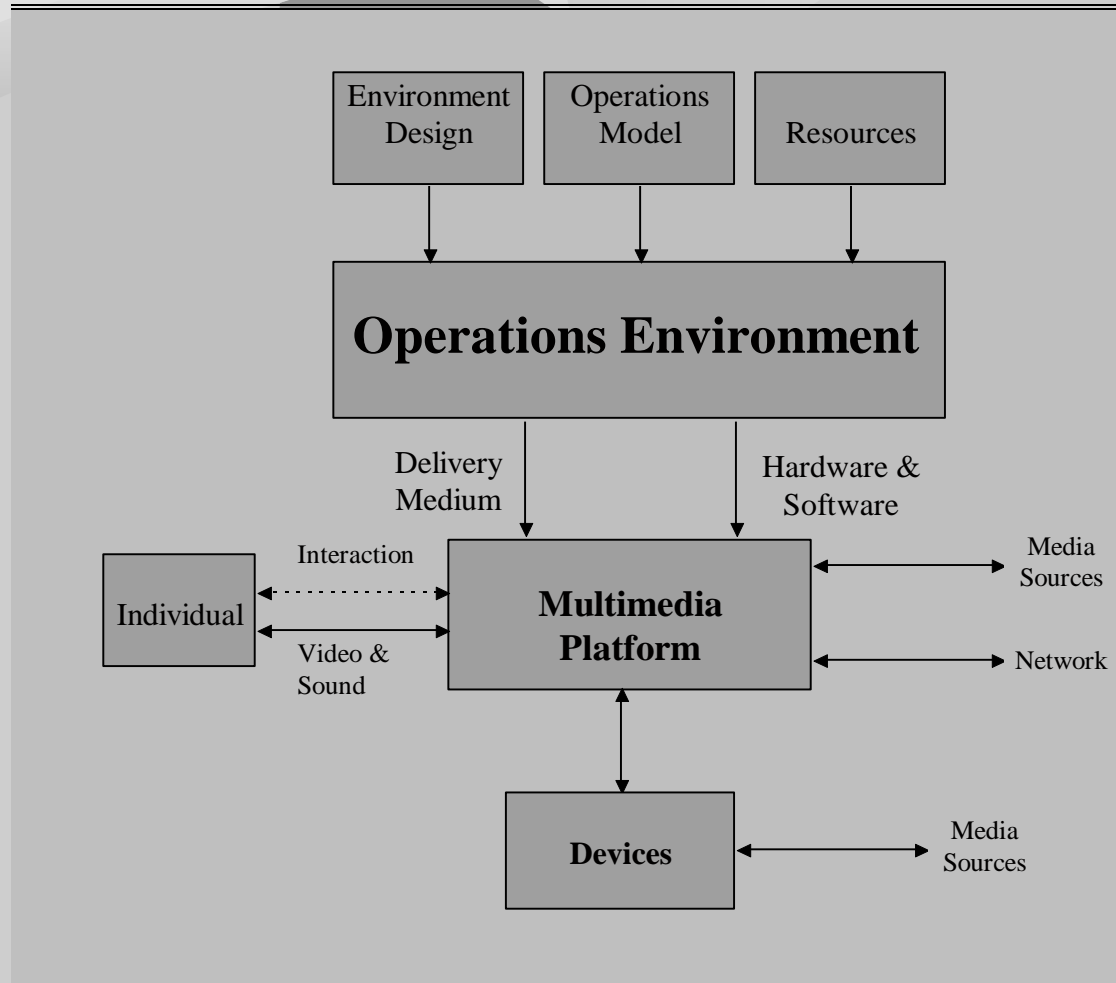 Environment
Design
Operations
Model
Resources
Operations Environment
Delivery
Medium
Hardware &
Software
Interaction
Individual
Video &
Sound
Multimedia
Platform
Media
Sources
Network
Devices
Media
Sources